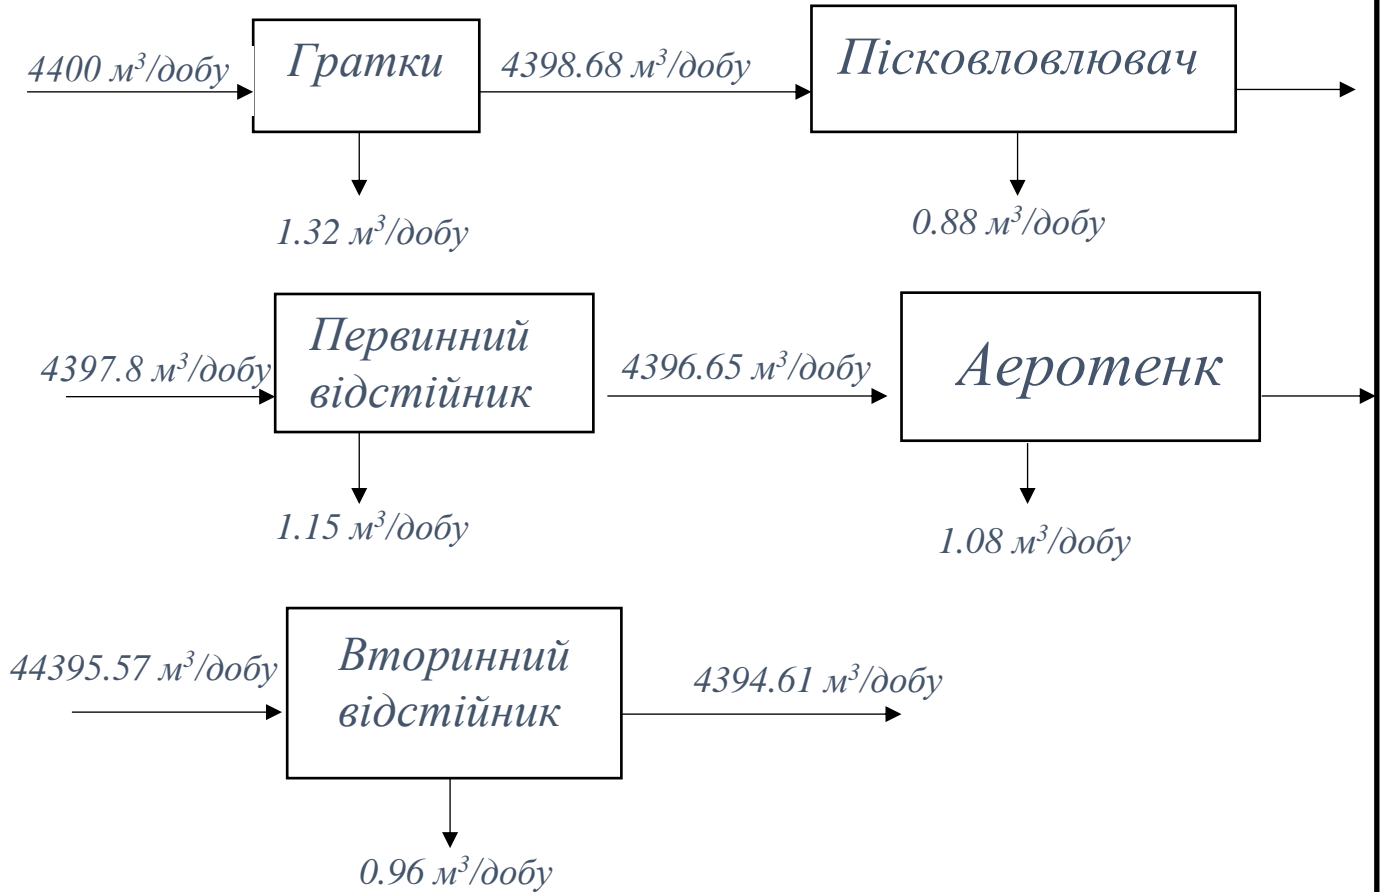 4400 м³/добу
Гратки
4398.68 м³/добу
Пісковловлювач
1.32 м³/добу
0.88 м³/добу
4397.8 м³/добу
Первинний
відстійник
4396.65 м³/добу
Аеротенк
1.15 м³/добу
1.08 м³/добу
44395.57 м³/добу
Вторинний
відстійник
4394.61 м³/добу
0.96 м³/добу